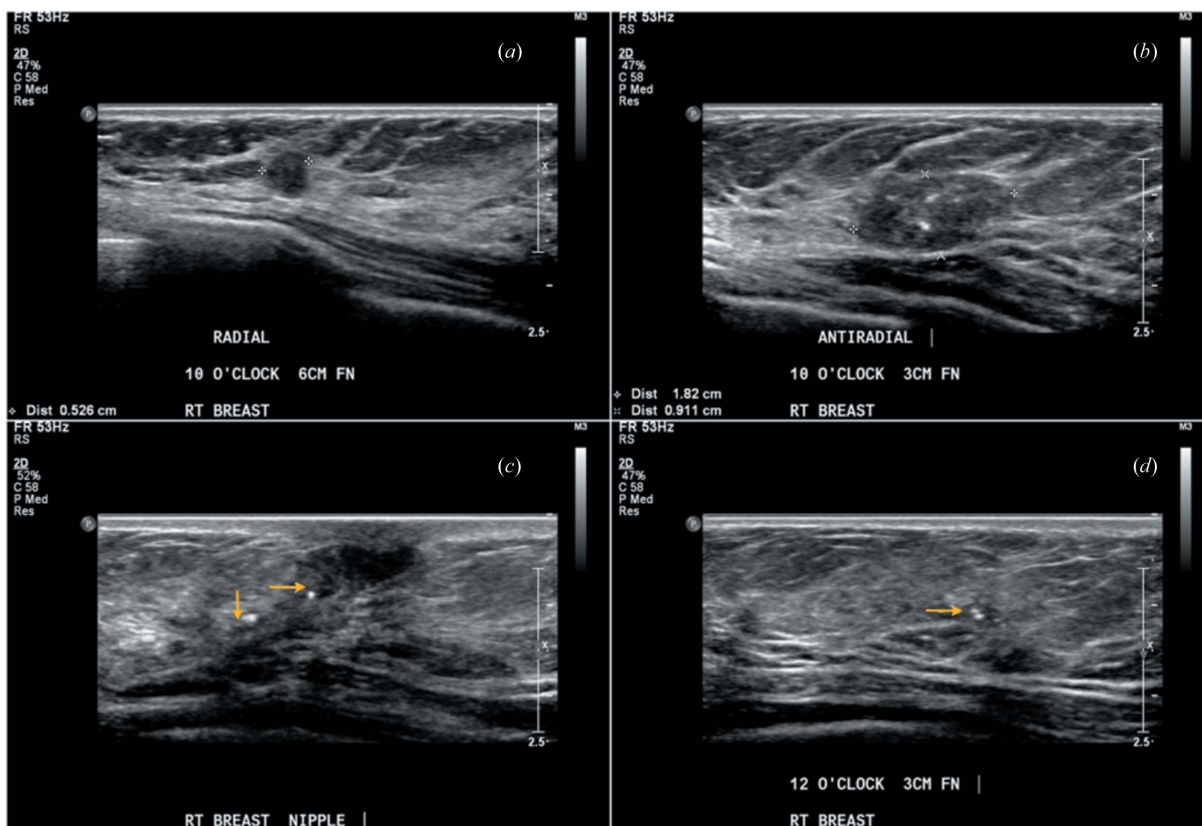 FR 53Hz
RS
M3
(a)
2D
47%
C 58
P Med
Res
P
X
2.5
RADIAL
10 O'CLOCK 6CM FN
Dist 0.526 cm
RT BREAST
FR 53Hz
RS
M3
(b)
2D
47%
C 58
P Med
Res
P
X
2.5
ANTIRADIAL
10 O'CLOCK 3CM FN
Dist 1.82 cm
Dist 0.911 cm
RT BREAST
FR 53Hz
RS
M3
(c)
2D
52%
C 58
P Med
Res
P
X
2.5
RT BREAST NIPPLE
FR 53Hz
RS
M3
(d)
2D
47%
C 58
P Med
Res
P
X
2.5
12 O'CLOCK 3CM FN
RT BREAST